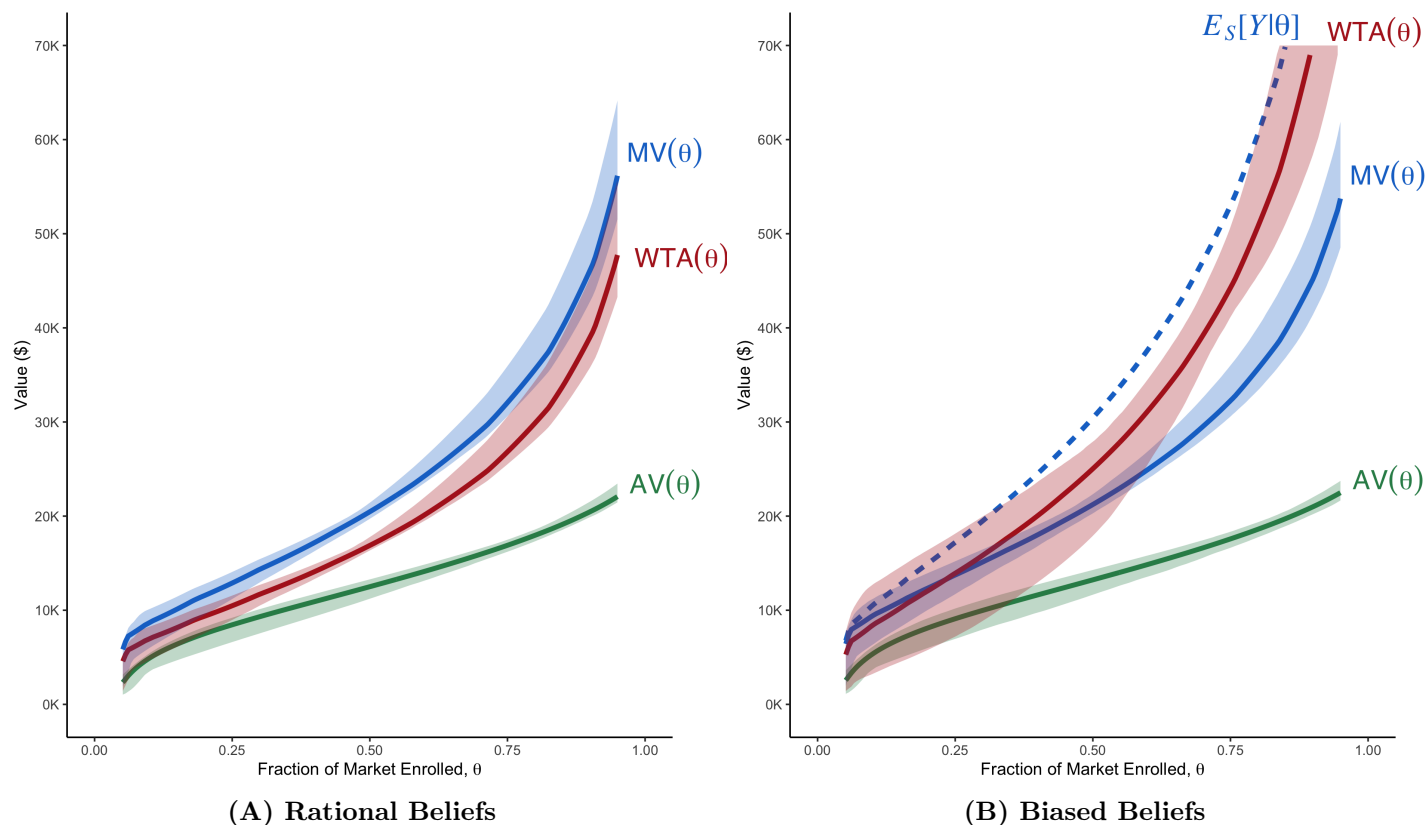 70K
60K
50K
40K
30K
20K
10K
0K
Value ($)
MV(θ)
WTA(θ)
AV(θ)
0.00 0.25 0.50 0.75 1.00
Fraction of Market Enrolled, θ
(A) Rational Beliefs
E_S[Y|θ]
WTA(θ)
70K
60K
50K
40K
30K
20K
10K
0K
Value ($)
MV(θ)
AV(θ)
0.00 0.25 0.50 0.75 1.00
Fraction of Market Enrolled, θ
(B) Biased Beliefs